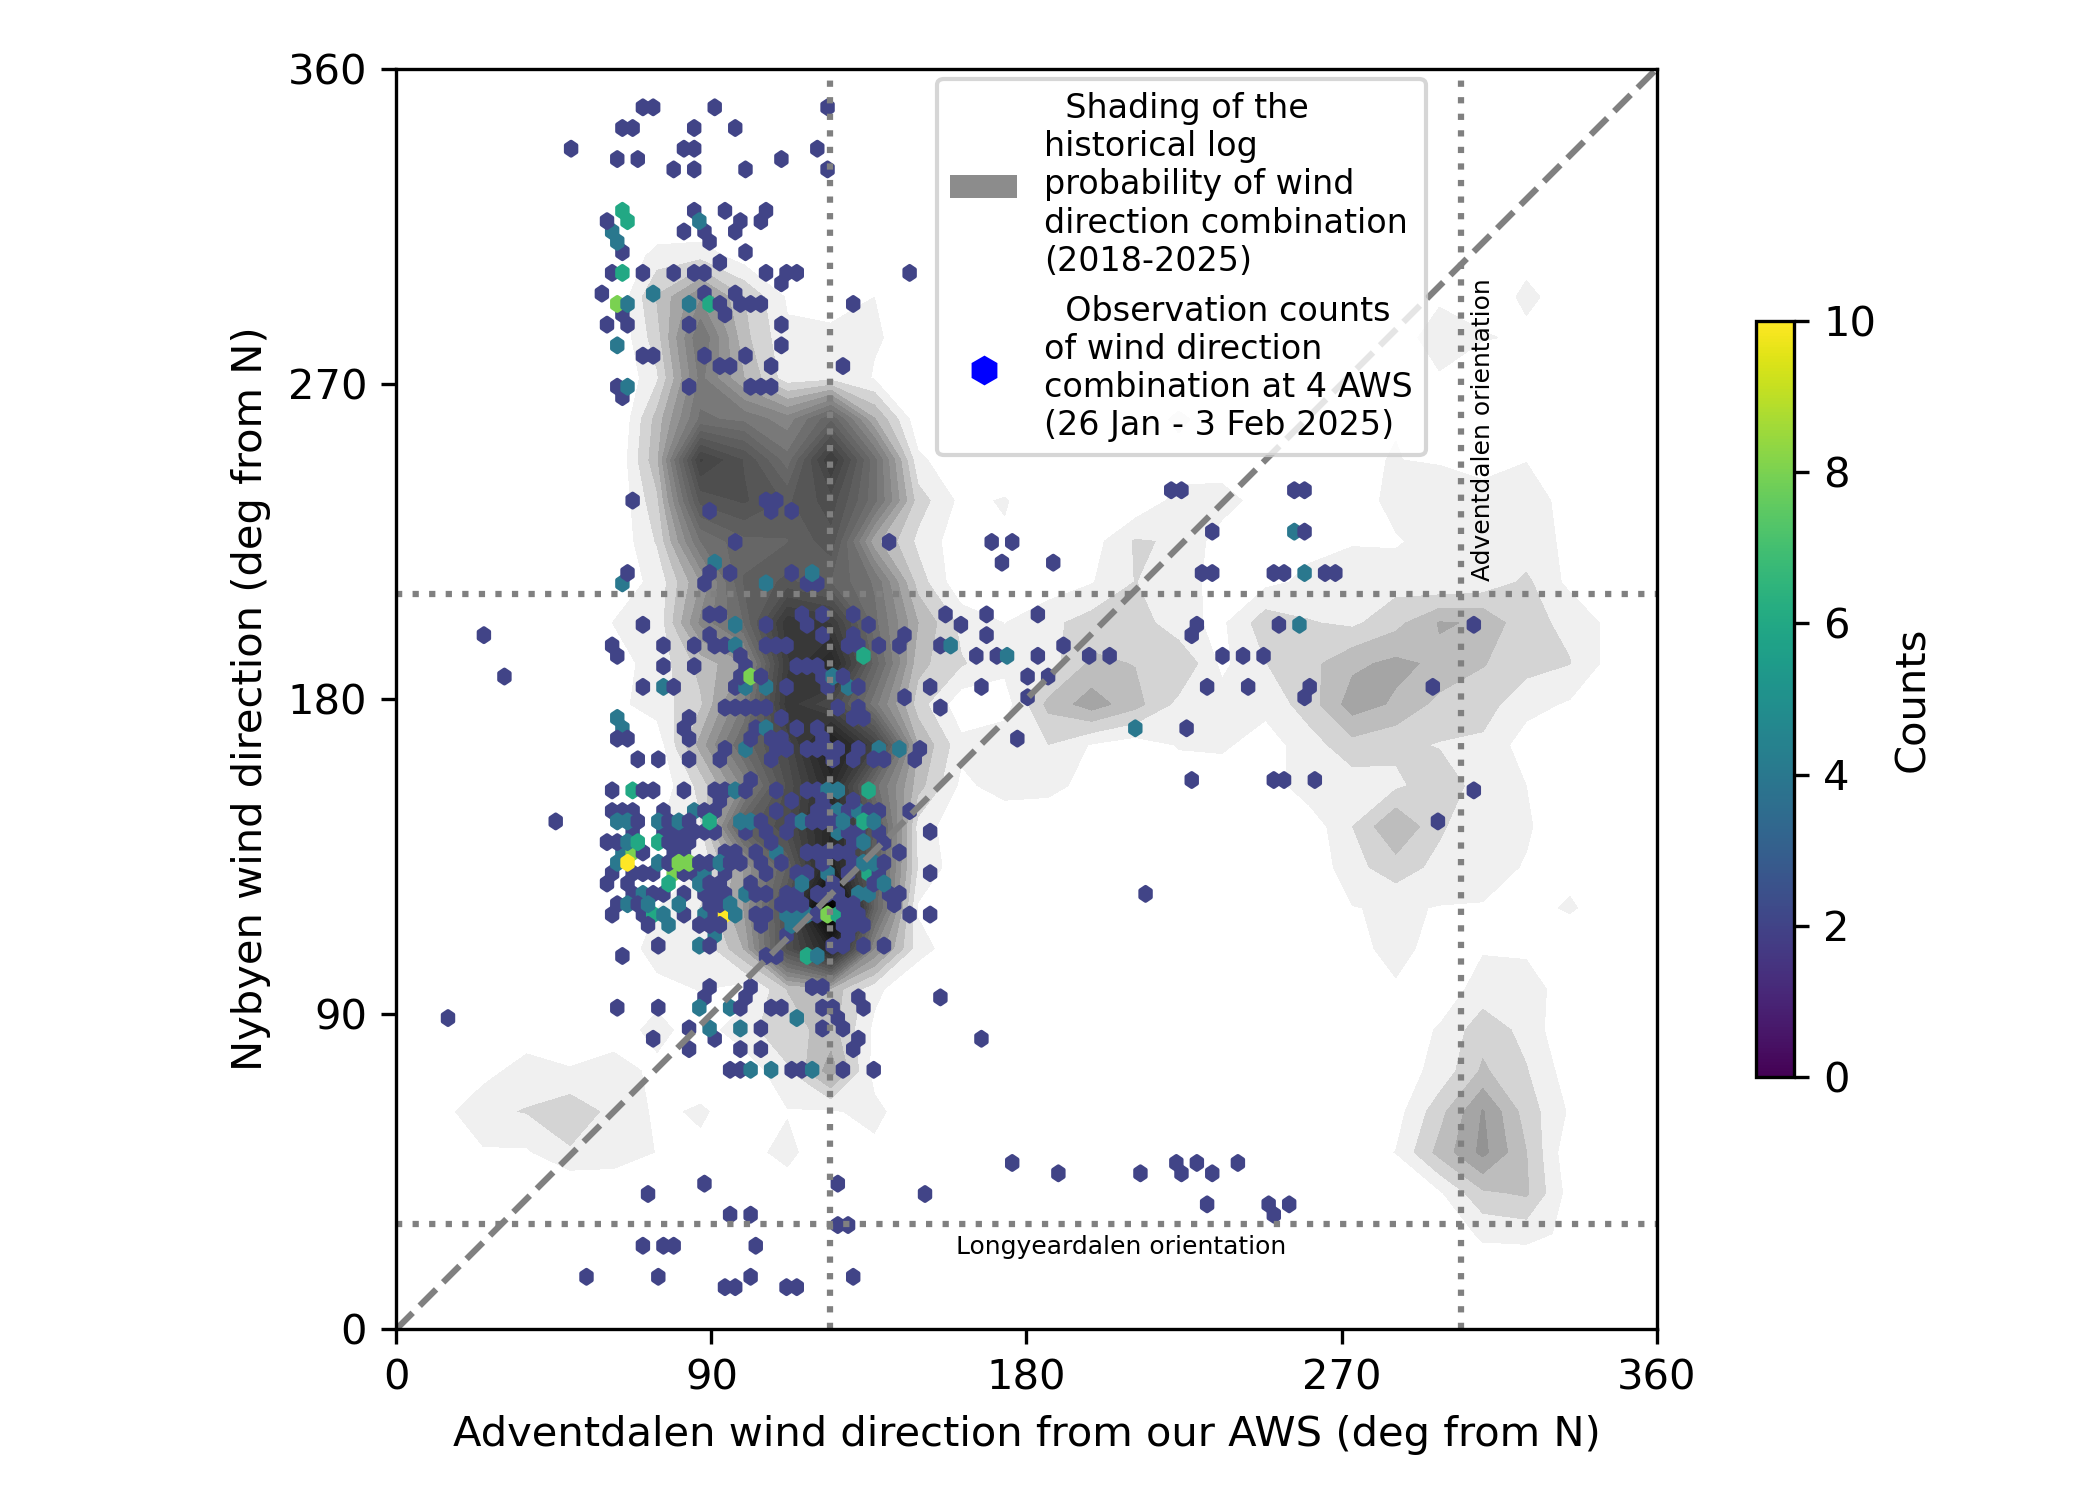 360
270
180
90
0
Nybyen wind direction (deg from N)
Shading of the
historical log
probability of wind
direction combination
(2018-2025)
Observation counts
of wind direction
combination at 4 AWS
(26 Jan - 3 Feb 2025)
Adventdalen orientation
Longyeardalen orientation
0
90
180
270
360
Adventdalen wind direction from our AWS (deg from N)
10
8
6
4
2
0
Counts